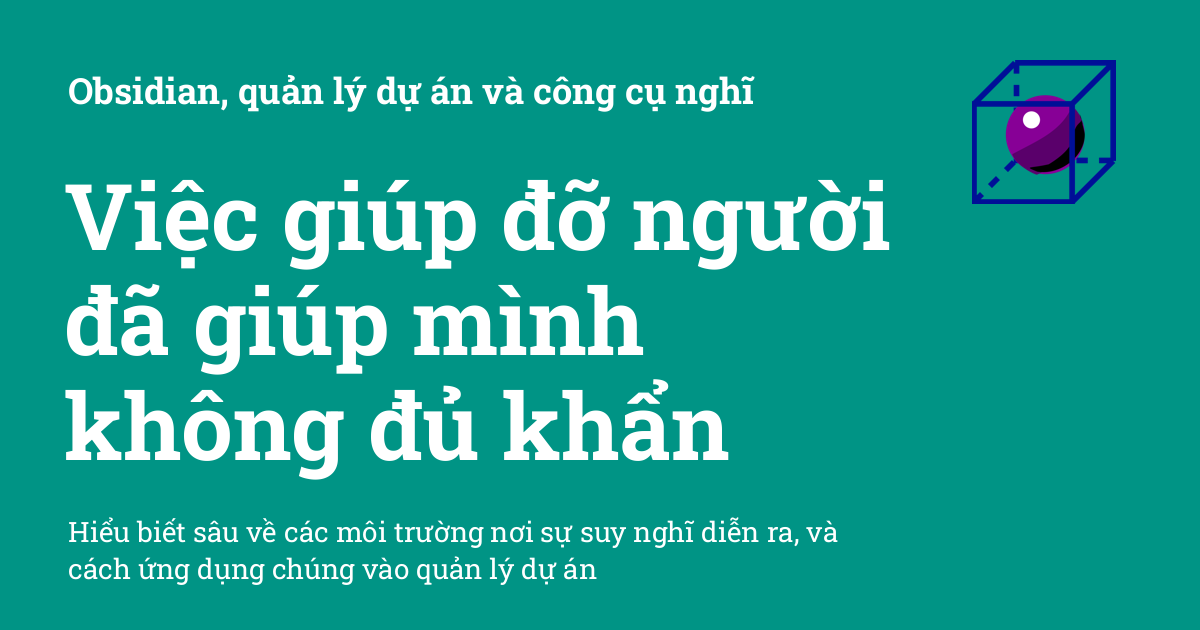 Obsidian, quản lý dự án và công cụ nghĩ
Việc giúp đỡ người
đã giúp mình
không đủ khẩn
Hiểu biết sâu về các môi trường nơi sự suy nghĩ diễn ra, và
cách ứng dụng chúng vào quản lý dự án